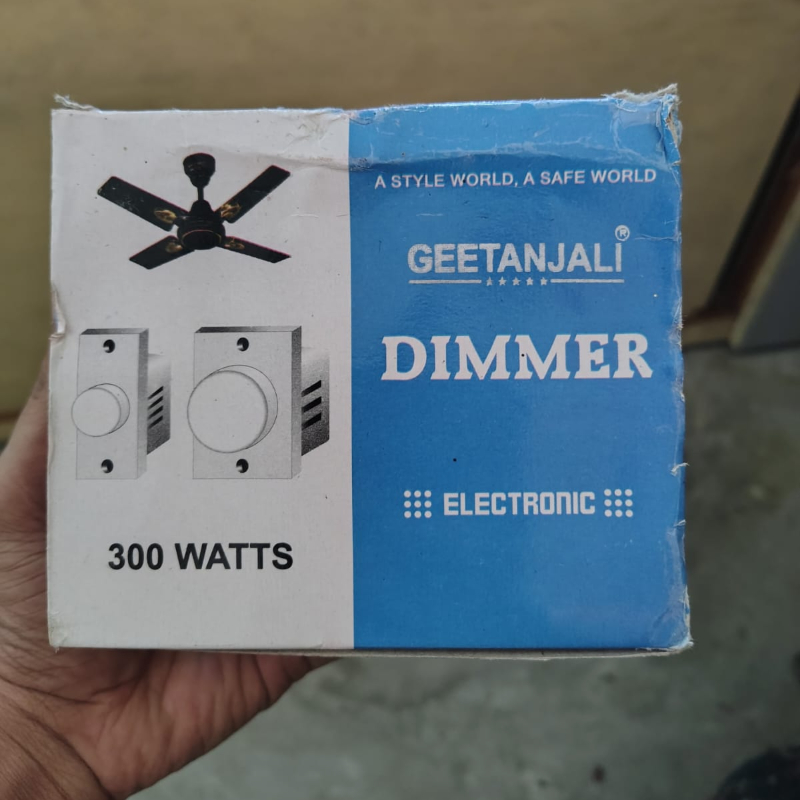 A STYLE WORLD, A SAFE WORLD
GEETANJALI®
DIMMER
ELECTRONIC
300 WATTS